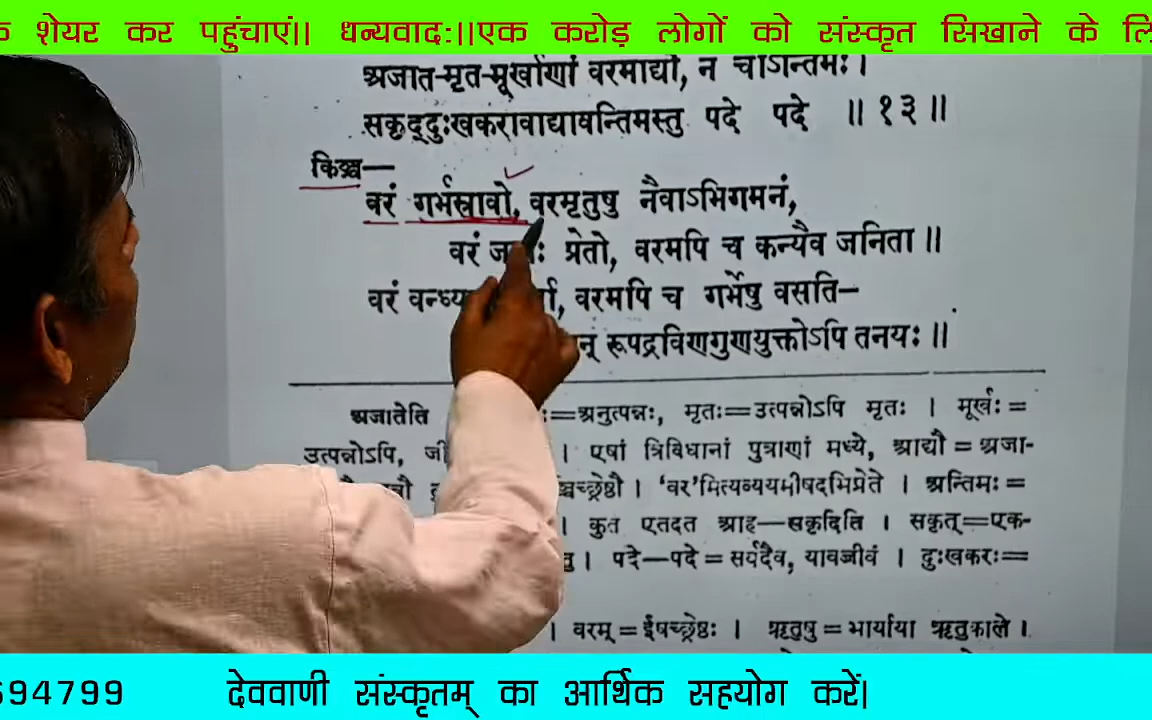 शेयर कर पहुंचाएं|| धन्यवादः||एक करोड़ लोगों को संस्कृत सिखाने के लि
अजात-मृत-मूर्खाणां वरमाद्यौ, न चाऽन्तिमः ।
सकृद्दुःखकरावाद्यावन्तिमस्तु पदे पदे ॥ १३ ॥
किञ्च—
वरं गर्भस्रावो, वरमृतुषु नैवाऽभिगमनं,
वरं प्रेतो, वरमपि च कन्यैव जनिता ॥
वरं वरमपि च गर्भेषु वसति–
रूपद्रविणगुणयुक्तोऽपि तनयः ॥
अजातेति =अनुत्पन्नः, मृतः=उत्पन्नोऽपि मृतः । मूर्खः=
उत्पन्नोऽपि, । एषां त्रिविधानां पुत्राणां मध्ये, आद्यौ=अजा-
। 'वर'मित्यव्ययमीषदभिप्रेते । अन्तिमः=
। कुत एतदत आह—सकृदिति । सकृत्=एक-
। पदे—पदे=सर्वदैव, यावज्जीवं । दुःखकरः=
। वरम्=ईषच्छ्रेष्ठः । ऋतुषु=भार्याया ऋतुकाले ।
694799 देववाणी संस्कृतम् का आर्थिक सहयोग करें|